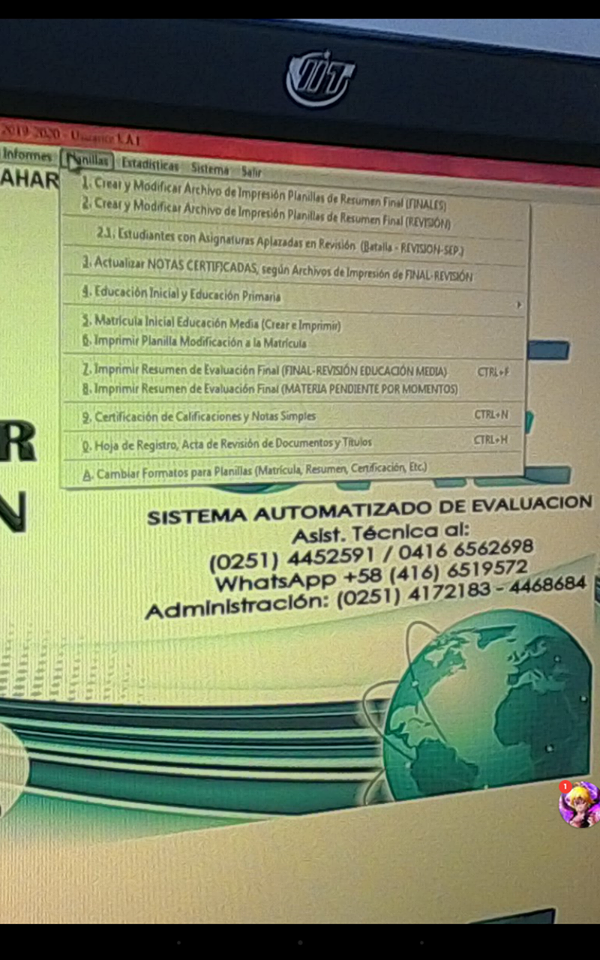 VIT
2019-2020 - Usuario: S.A.E
Informes Planillas Estadísticas Sistema Salir
AHAR
1. Crear y Modificar Archivo de Impresión Planillas de Resumen Final (FINALES)
2. Crear y Modificar Archivo de Impresión Planillas de Resumen Final (REVISIÓN)
2.1. Estudiantes con Asignaturas Aplazadas en Revisión (Batalla - REVISION-SEP.)
3. Actualizar NOTAS CERTIFICADAS, según Archivos de Impresión de FINAL-REVISIÓN
4. Educación Inicial y Educación Primaria
5. Matricula Inicial Educación Media (Crear e Imprimir)
6. Imprimir Planilla Modificación a la Matrícula
7. Imprimir Resumen de Evaluación Final (FINAL-REVISIÓN EDUCACIÓN MEDIA) CTRL+F
8. Imprimir Resumen de Evaluación Final (MATERIA PENDIENTE POR MOMENTOS)
9. Certificación de Calificaciones y Notas Simples CTRL+N
0. Hoja de Registro, Acta de Revisión de Documentos y Títulos CTRL+H
A. Cambiar Formatos para Planillas (Matrícula, Resumen, Certificación, Etc.)
R
N
SISTEMA AUTOMATIZADO DE EVALUACION
Asist. Técnica al:
(0251) 4452591 / 0416 6562698
WhatsApp +58 (416) 6519572
Administración: (0251) 4172183 - 4468684
1